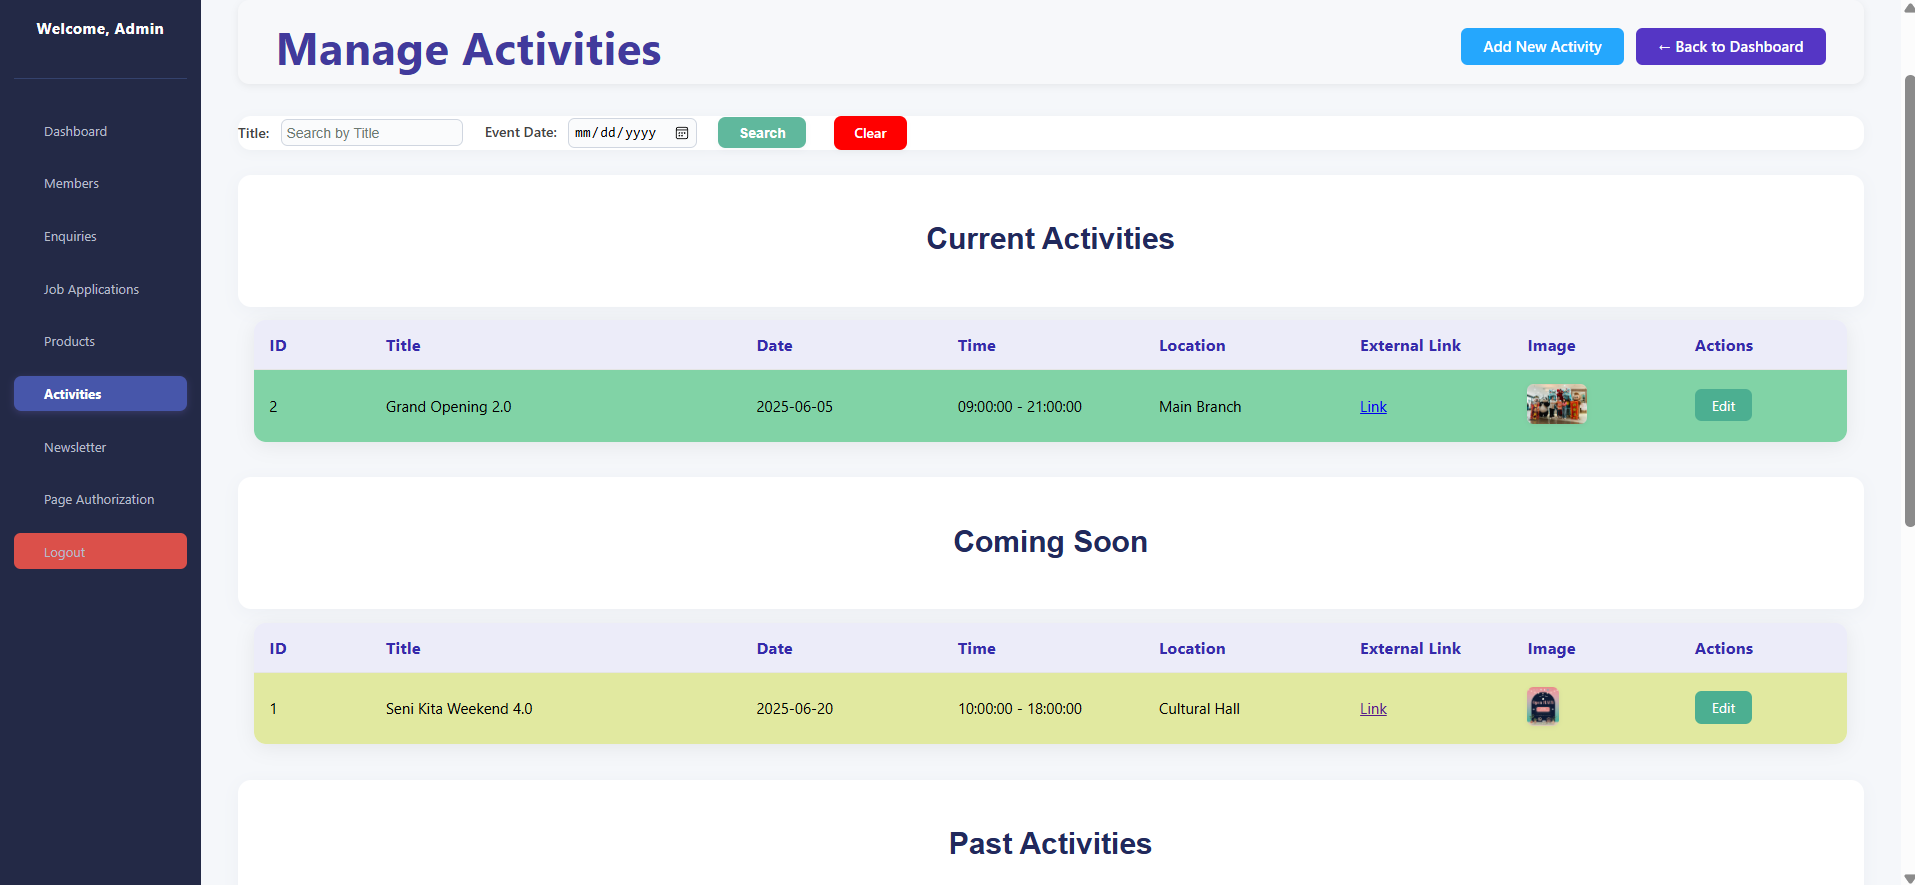 Welcome, Admin
Dashboard
Members
Enquiries
Job Applications
Products
Activities
Newsletter
Page Authorization
Logout
Manage Activities
Add New Activity
← Back to Dashboard
Title: Search by Title Event Date: mm/dd/yyyy Search Clear
Current Activities
ID Title Date Time Location External Link Image Actions
2 Grand Opening 2.0 2025-06-05 09:00:00 - 21:00:00 Main Branch Link Edit
Coming Soon
ID Title Date Time Location External Link Image Actions
1 Seni Kita Weekend 4.0 2025-06-20 10:00:00 - 18:00:00 Cultural Hall Link Edit
Past Activities